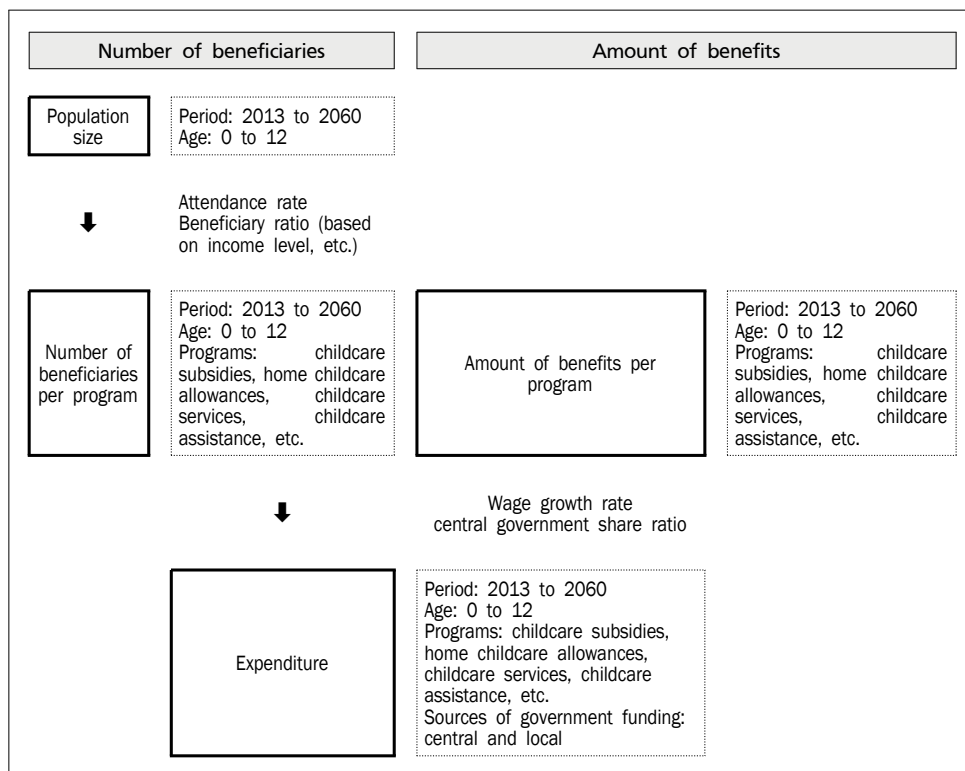 Number of beneficiaries
Amount of benefits
Population
size
Period: 2013 to 2060
Age: 0 to 12
Attendance rate
Beneficiary ratio (based
on income level, etc.)
Number of
beneficiaries
per program
Period: 2013 to 2060
Age: 0 to 12
Programs: childcare
subsidies, home childcare
allowances, childcare
services, childcare
assistance, etc.
Amount of benefits per
program
Period: 2013 to 2060
Age: 0 to 12
Programs: childcare
subsidies, home childcare
allowances, childcare
services, childcare
assistance, etc.
Wage growth rate
central government share ratio
Expenditure
Period: 2013 to 2060
Age: 0 to 12
Programs: childcare subsidies,
home childcare allowances,
childcare services, childcare
assistance, etc.
Sources of government funding:
central and local